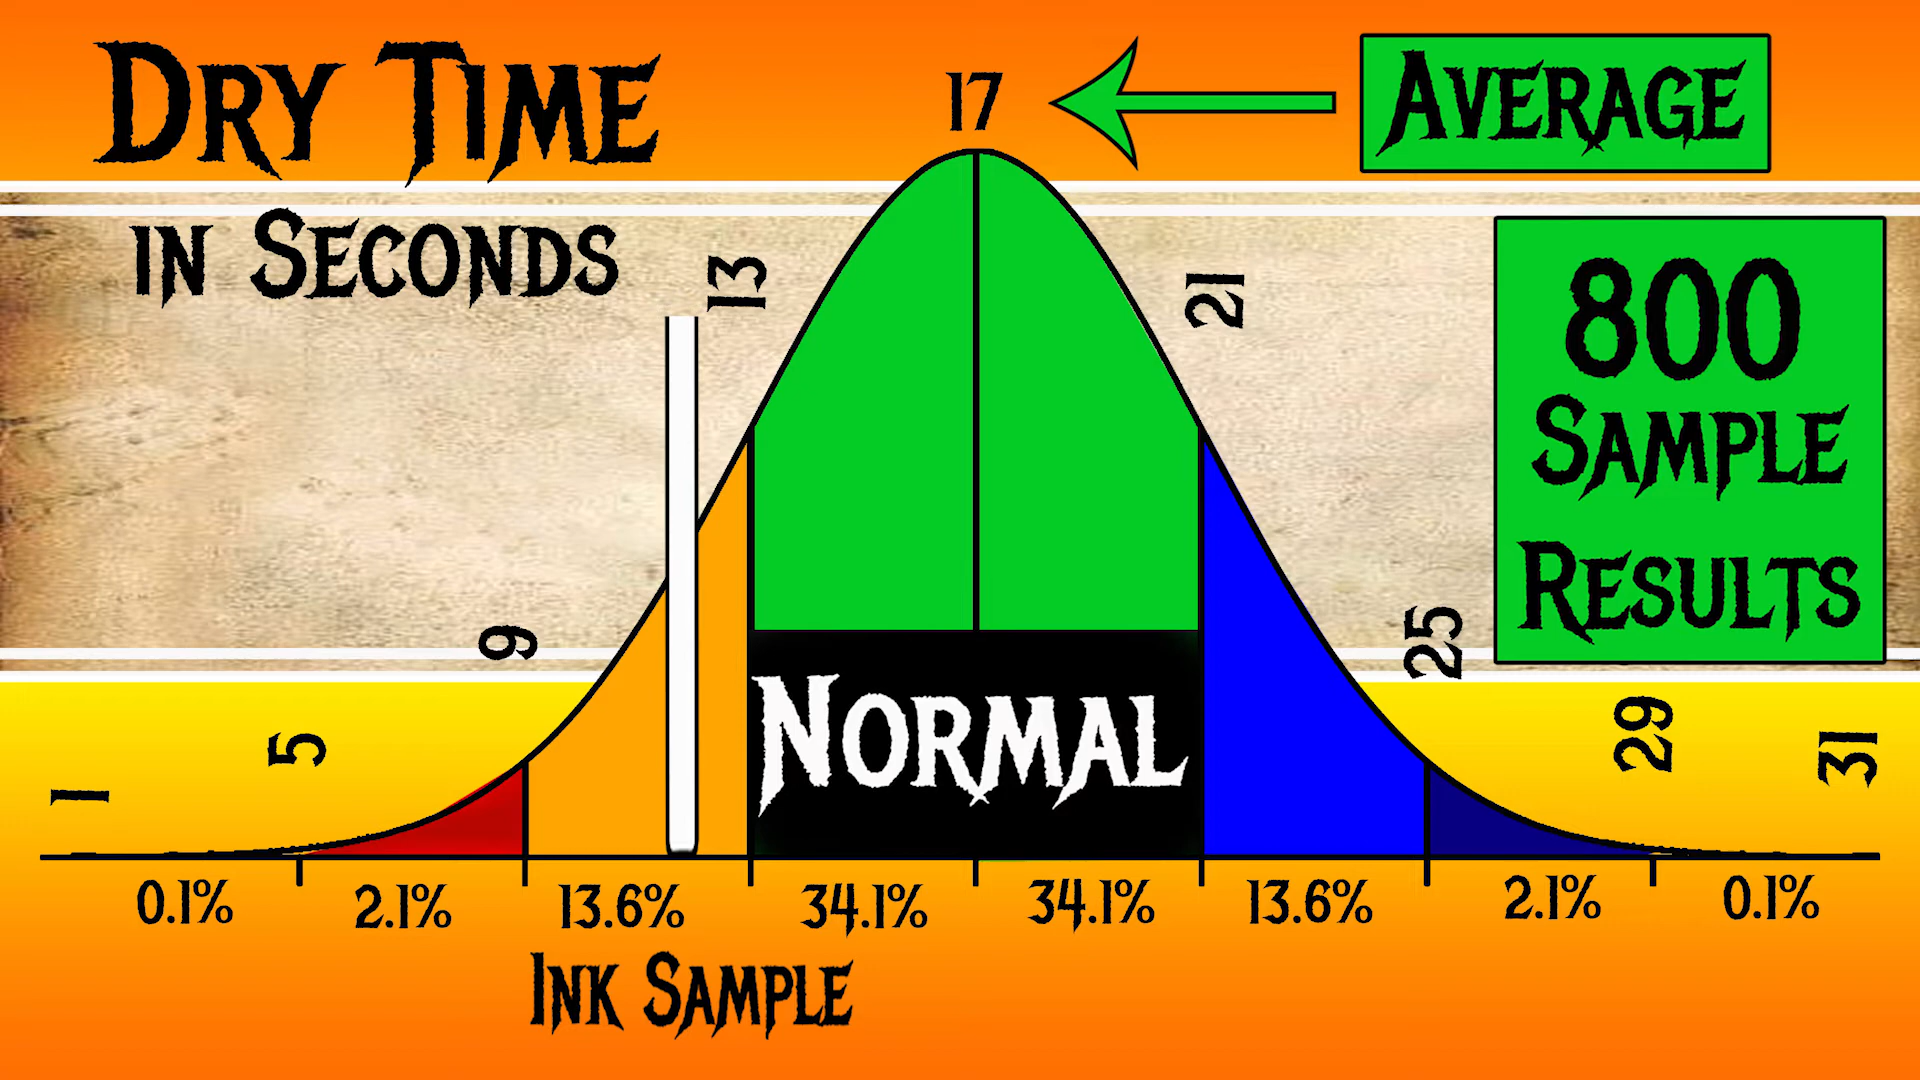 Dry Time
in Seconds
17
Average
800
Sample
Results
13
21
9
25
5
29
1
31
Normal
0.1%
2.1%
13.6%
34.1%
34.1%
13.6%
2.1%
0.1%
Ink Sample